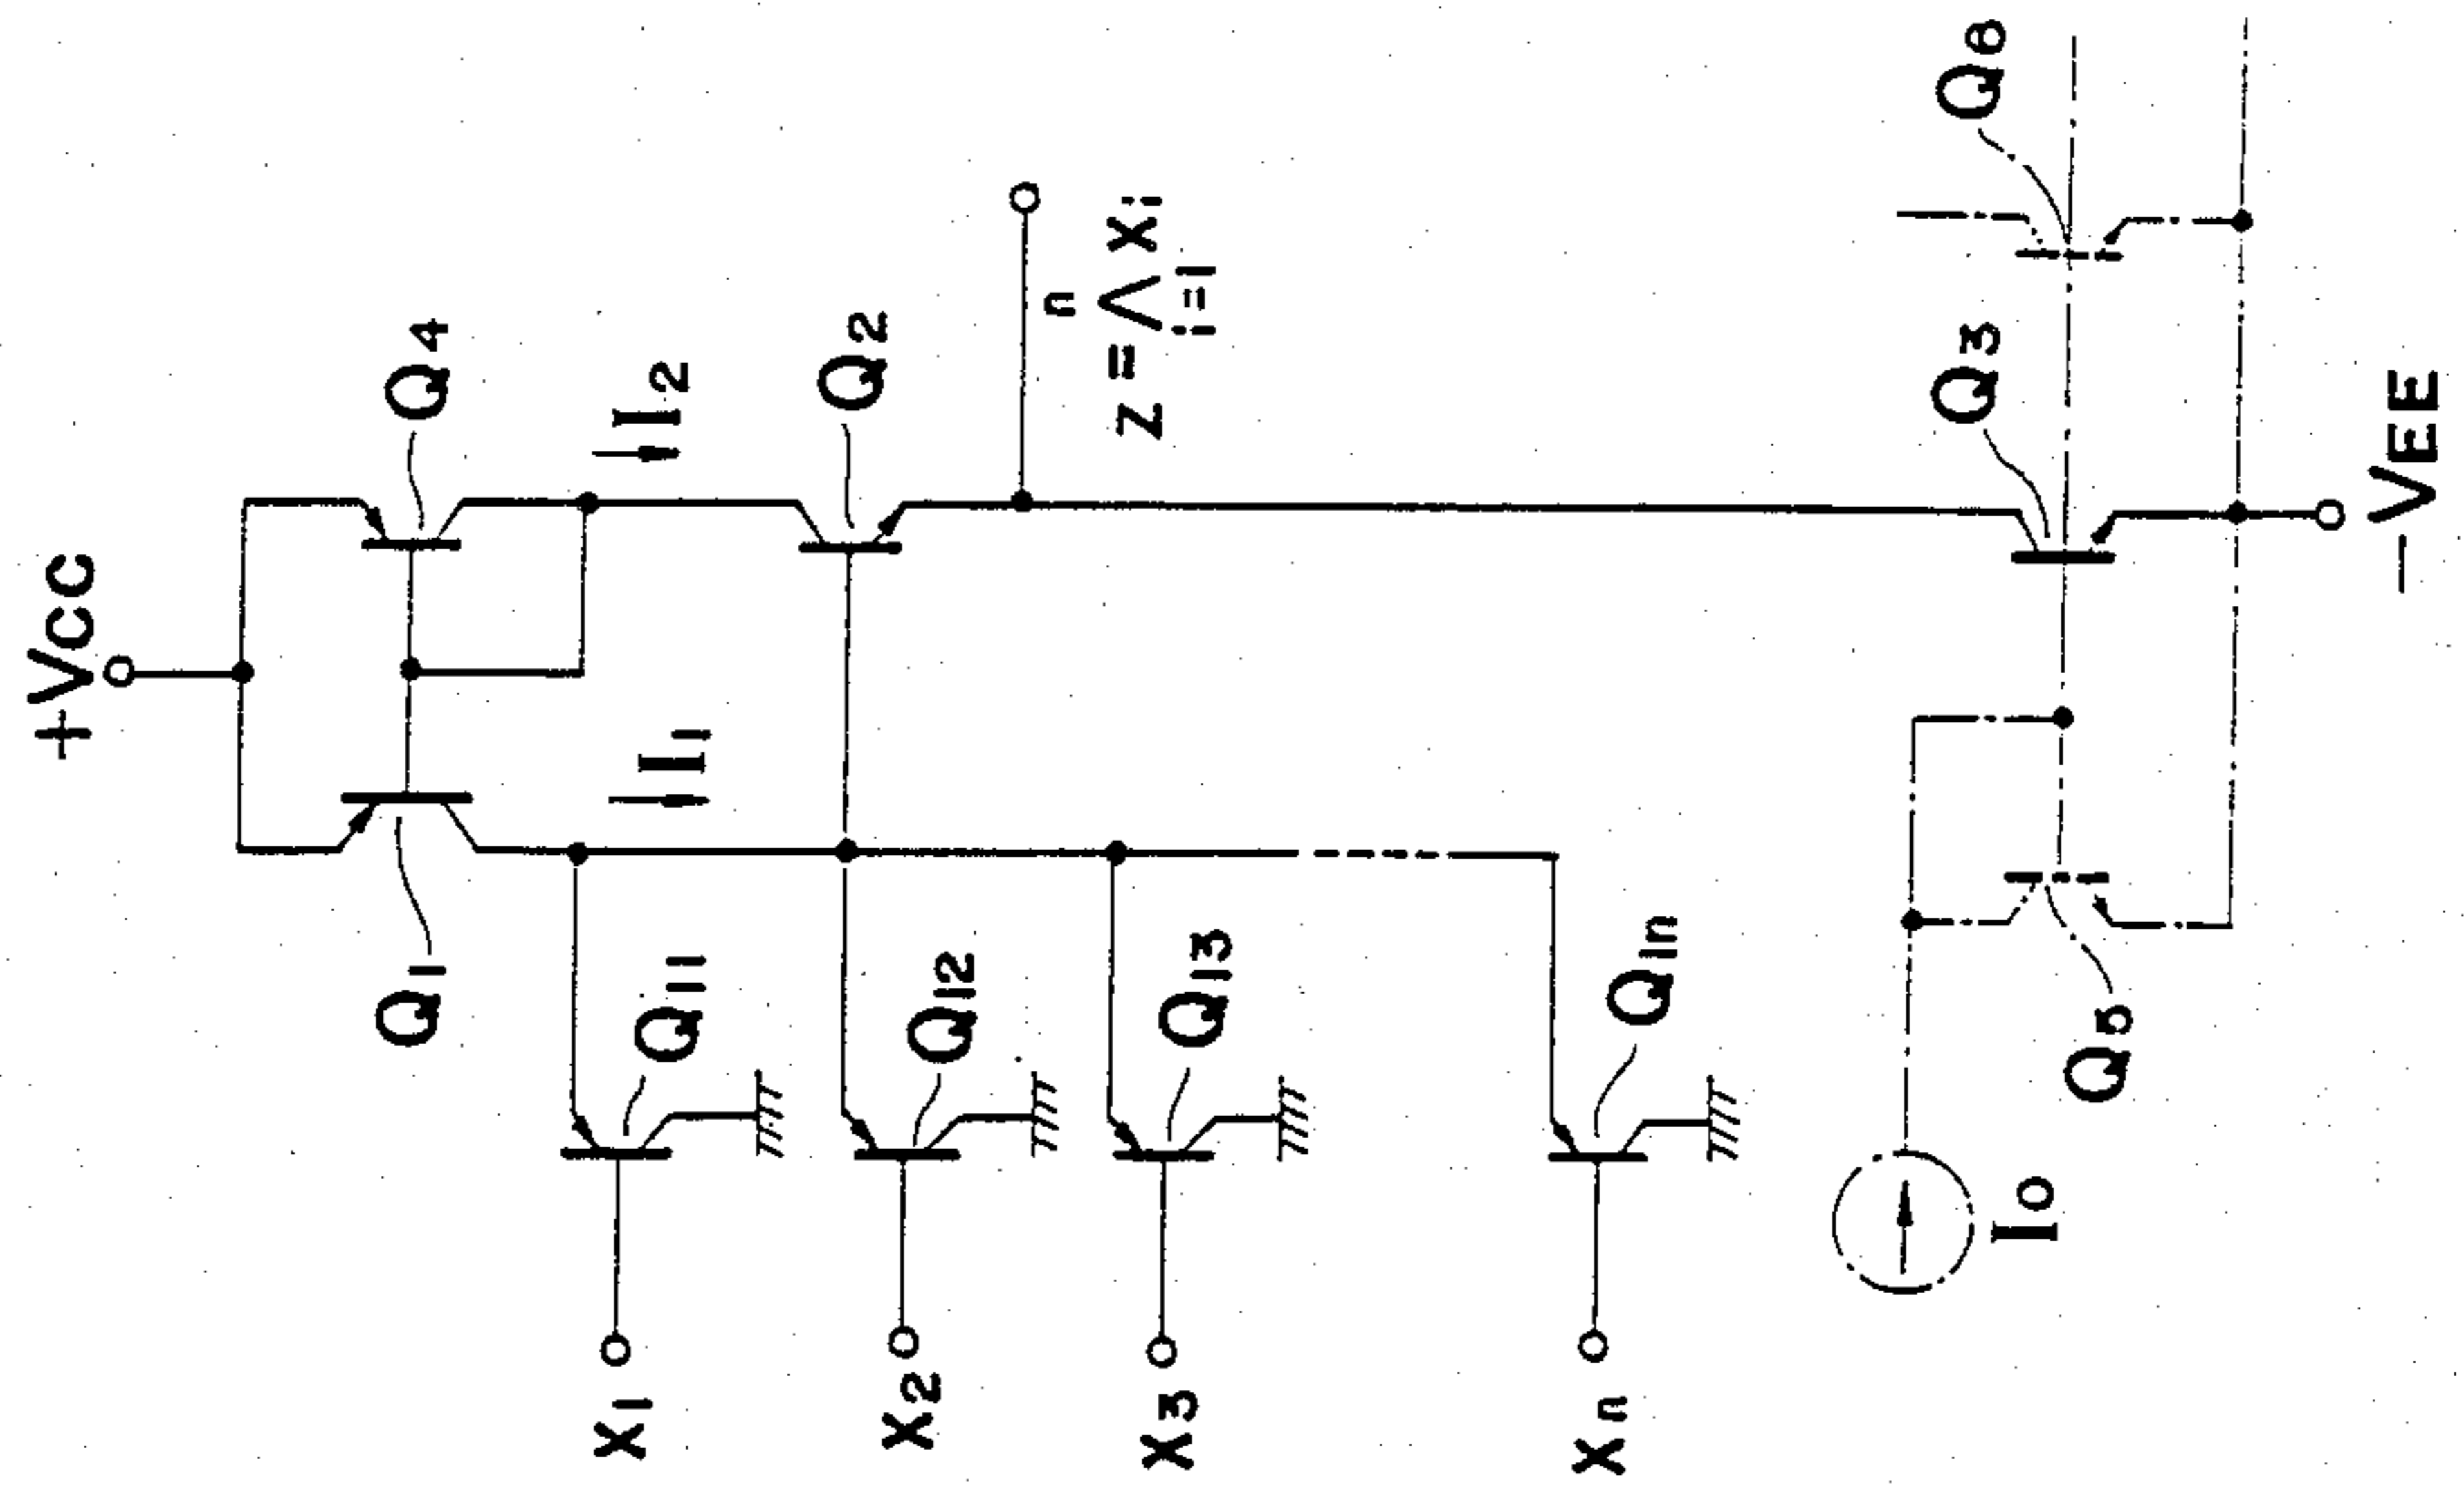 +VCC
Q4
I2
Q1
I1
Q2
Q11
X1
Q12
X2
n
Z = ∧ Xi
i=1
Q13
X3
Q1n
Xn
Q6
Q3
Q5
I0
-VEE